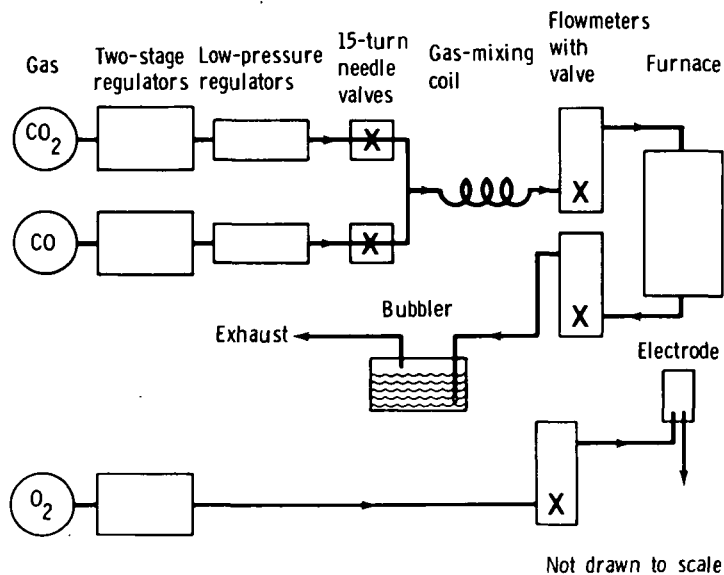 Gas
Two-stage
regulators
Low-pressure
regulators
15-turn
needle
valves
Gas-mixing
coil
Flowmeters
with
valve
Furnace
CO2
X
X
CO
X
X
Bubbler
Exhaust
Electrode
O2
X
Not drawn to scale